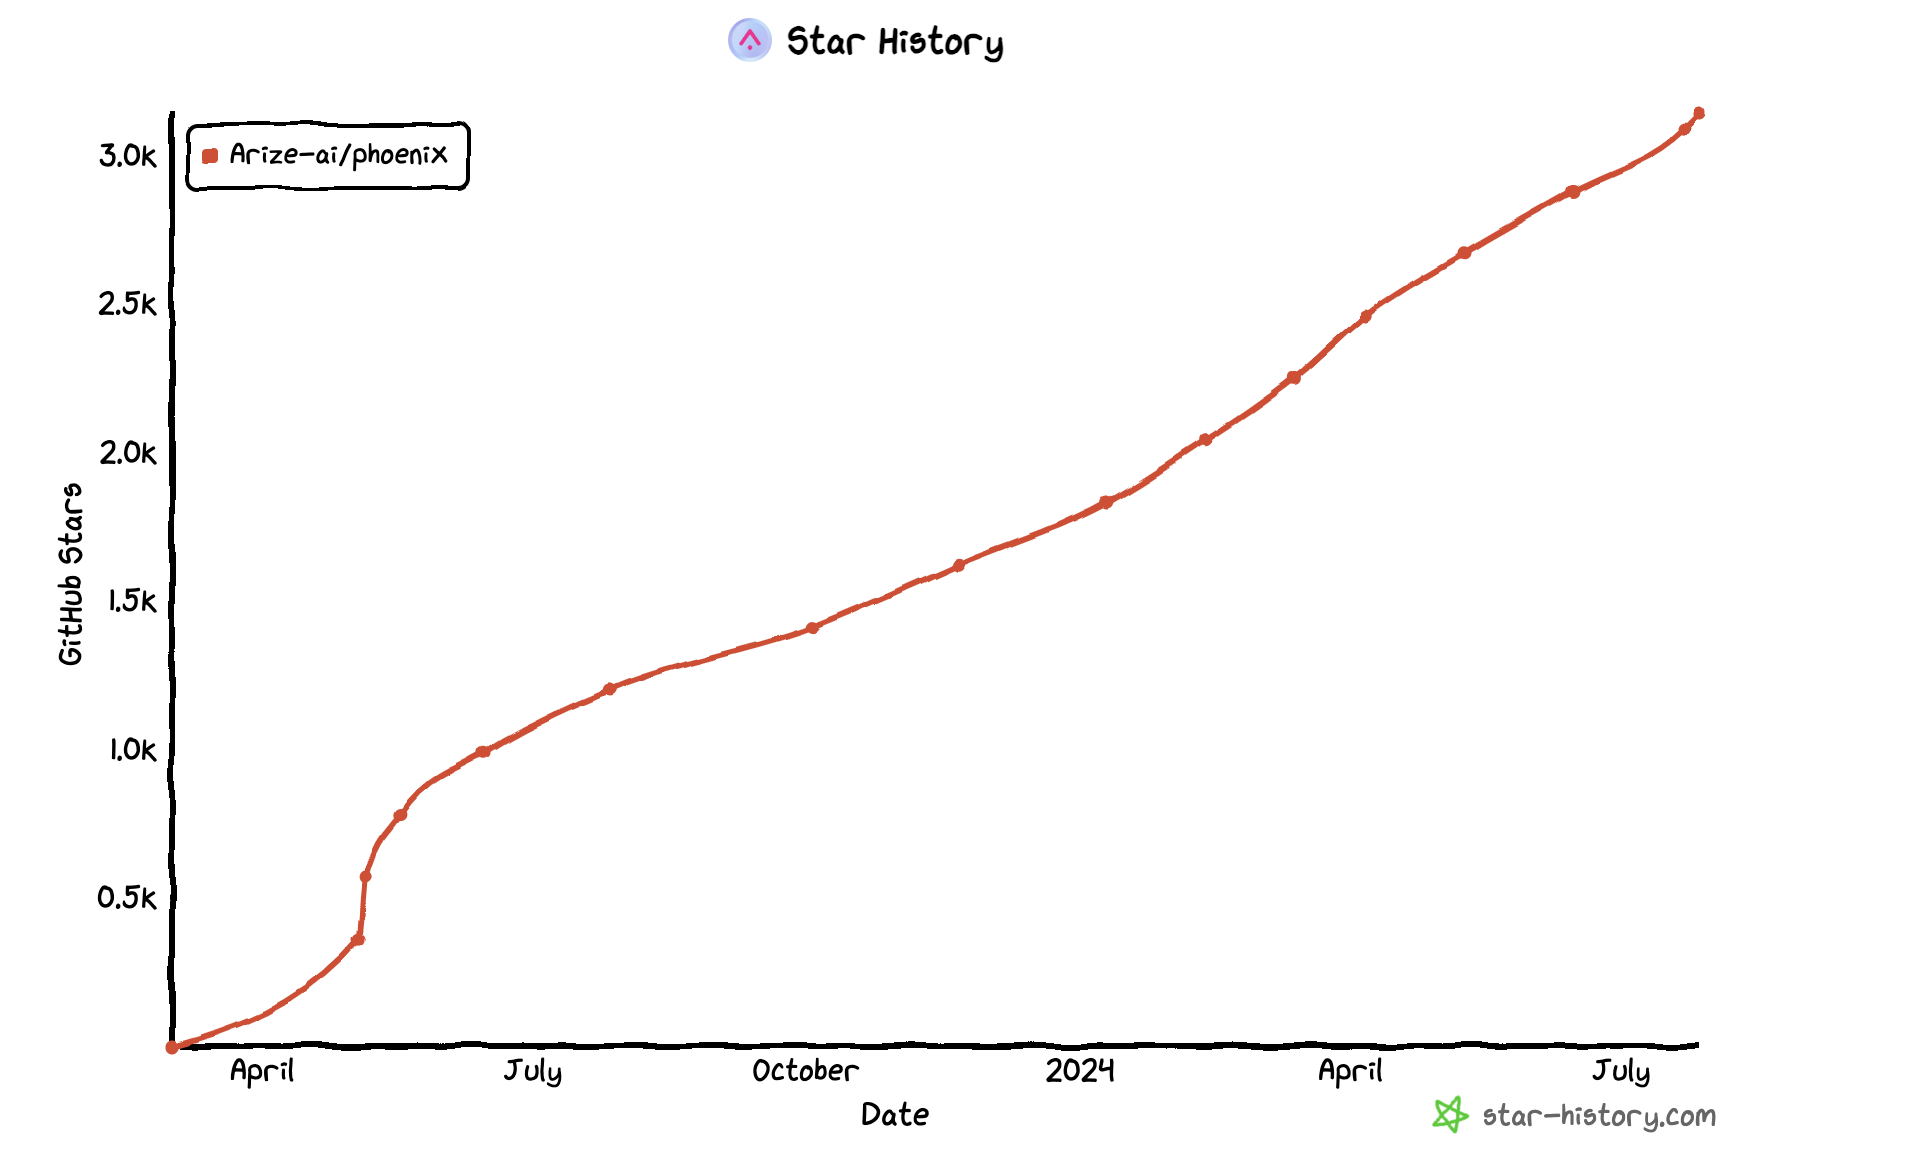 Star History
Arize-ai/phoenix
3.0K
2.5K
2.0K
1.5K
1.0K
0.5K
GitHub Stars
April
July
October
2024
April
July
Date
star-history.com